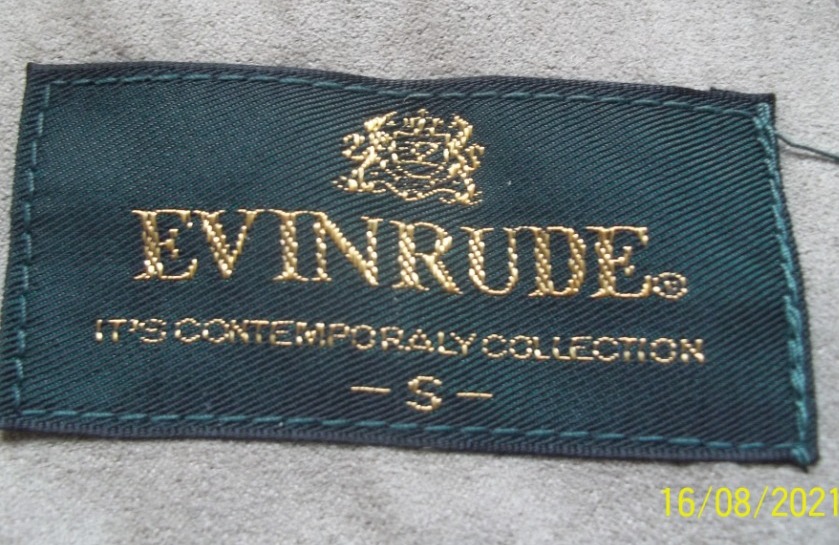 EVINRUDE®
IT'S CONTEMPORALY COLLECTION
- S -
16/08/2021